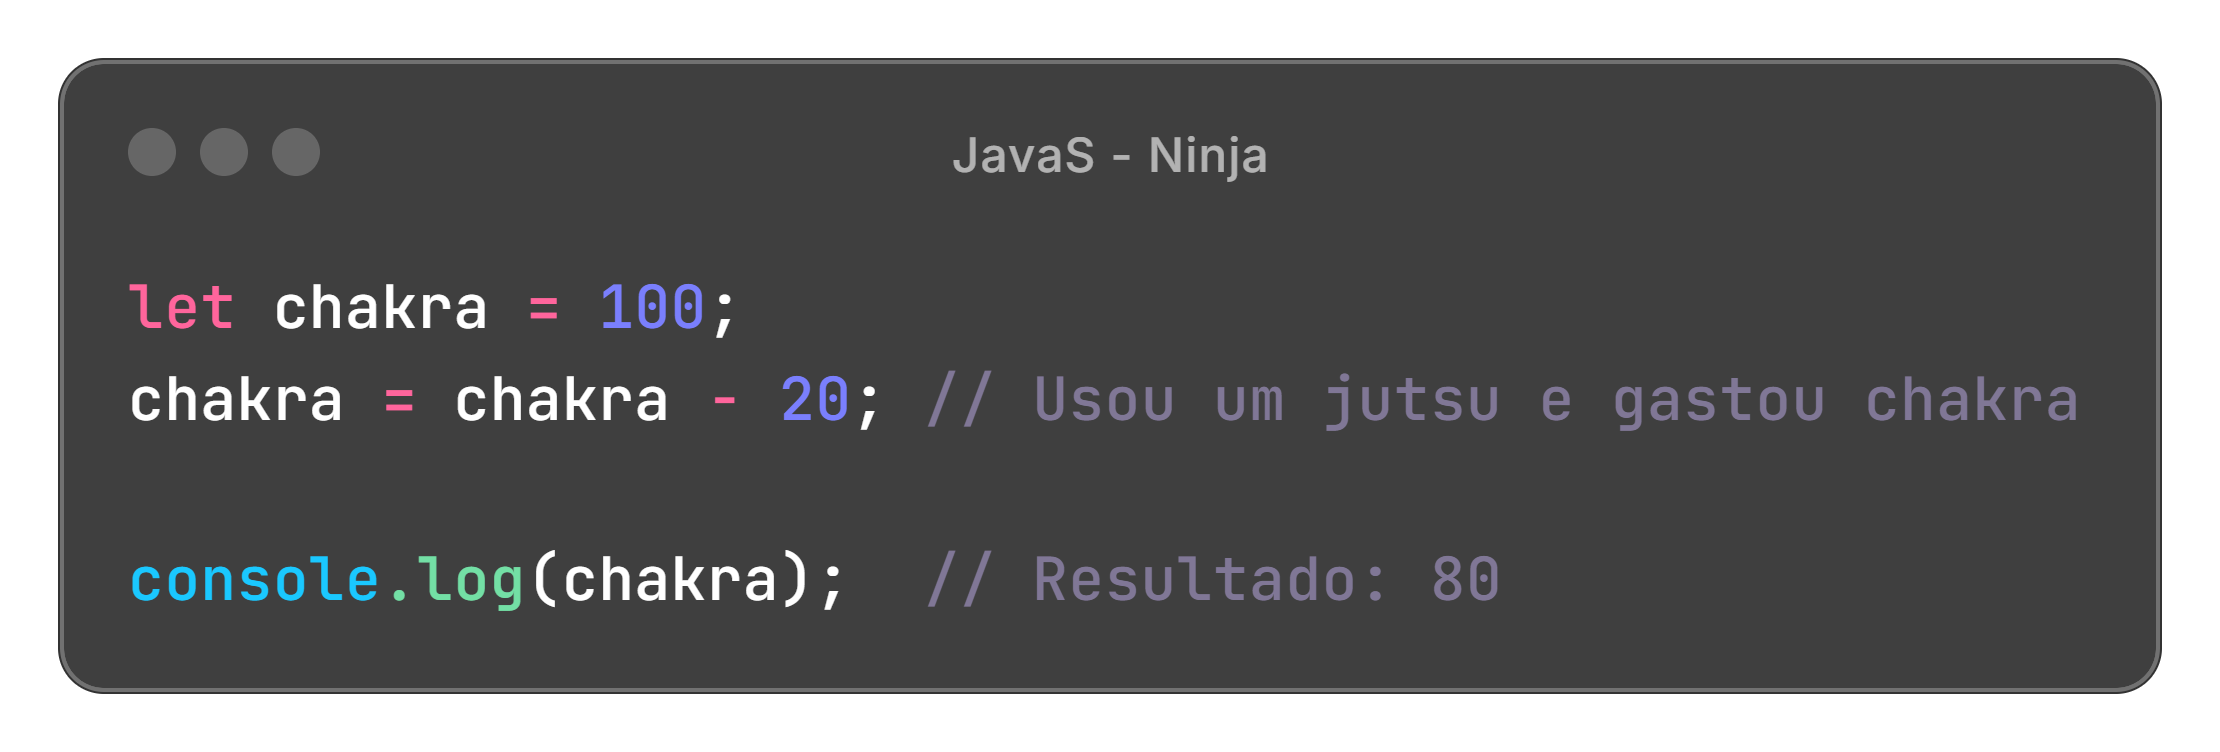 JavaS - Ninja
let chakra = 100;
chakra = chakra - 20; // Usou um jutsu e gastou chakra
console.log(chakra);  // Resultado: 80